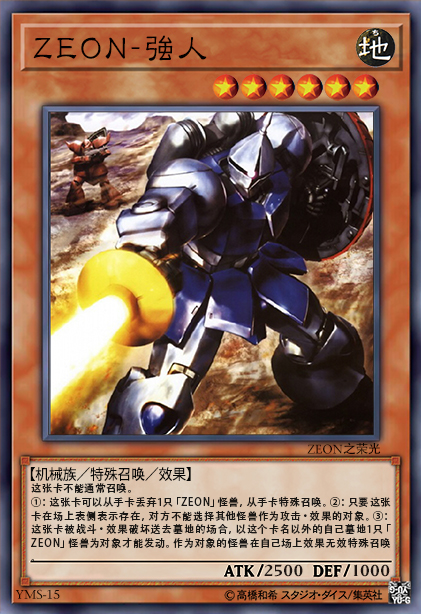 ZEON-強人
地
ZEON之荣光
【机械族／特殊召唤／效果】
这张卡不能通常召唤。
①：这张卡可以从手卡丢弃1只「ZEON」怪兽，从手卡特殊召唤。②：只要这张
卡在场上表侧表示存在，对方不能选择其他怪兽作为攻击・效果的对象。③：
这张卡被战斗・效果破坏送去墓地的场合，以这个卡名以外的自己墓地1只「
ZEON」怪兽为对象才能发动。作为对象的怪兽在自己场上效果无效特殊召唤
ATK/2500 DEF/1000
YMS-15
©高橋和希 スタジオ・ダイス/集英社